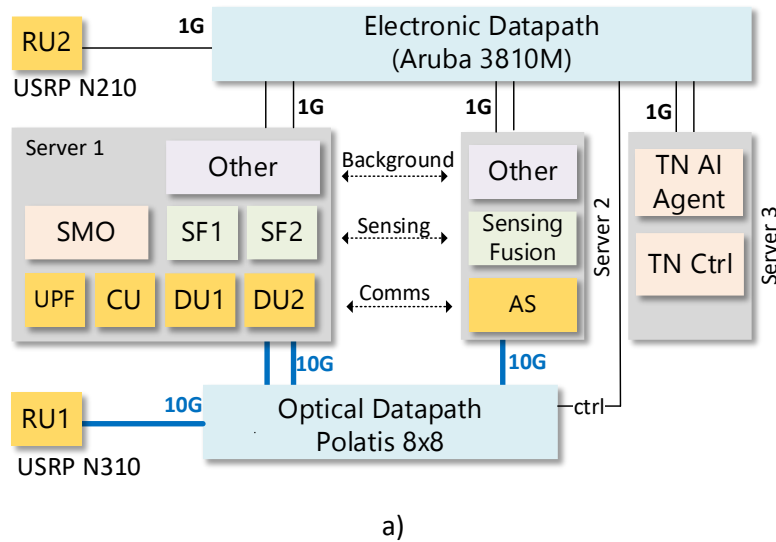 RU2
USRP N210
1G
Electronic Datapath
(Aruba 3810M)
1G
1G
1G
Server 1
Other
SMO
SF1
SF2
UPF
CU
DU1
DU2
Background
Sensing
Comms
Other
Sensing
Fusion
AS
Server 2
TN AI
Agent
TN Ctrl
Server 3
10G
10G
RU1
USRP N310
10G
Optical Datapath
Polatis 8x8
ctrl
a)